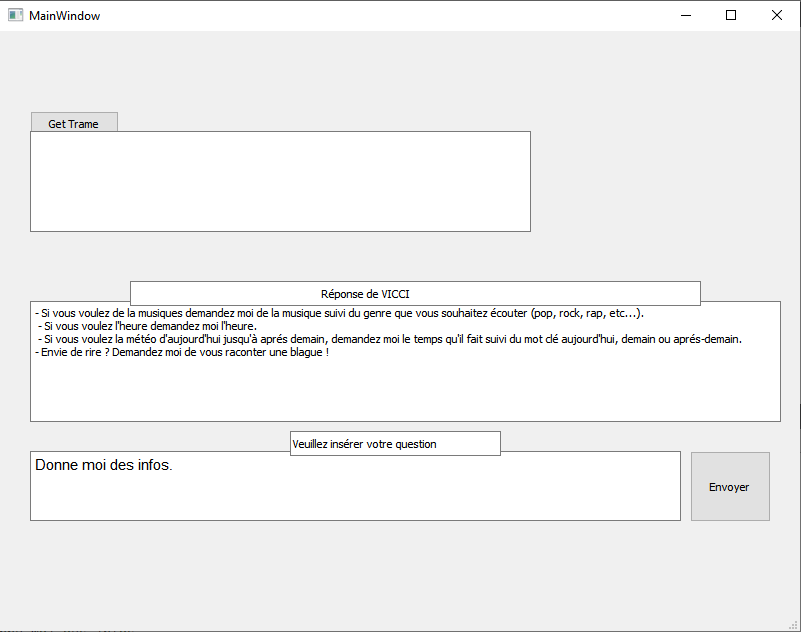 MainWindow
Get Trame
Réponse de VICCI
- Si vous voulez de la musiques demandez moi de la musique suivi du genre que vous souhaitez écouter (pop, rock, rap, etc...).
- Si vous voulez l'heure demandez moi l'heure.
- Si vous voulez la météo d'aujourd'hui jusqu'à aprés demain, demandez moi le temps qu'il fait suivi du mot clé aujourd'hui, demain ou aprés-demain.
- Envie de rire ? Demandez moi de vous raconter une blague !
Veuillez insérer votre question
Donne moi des infos.
Envoyer